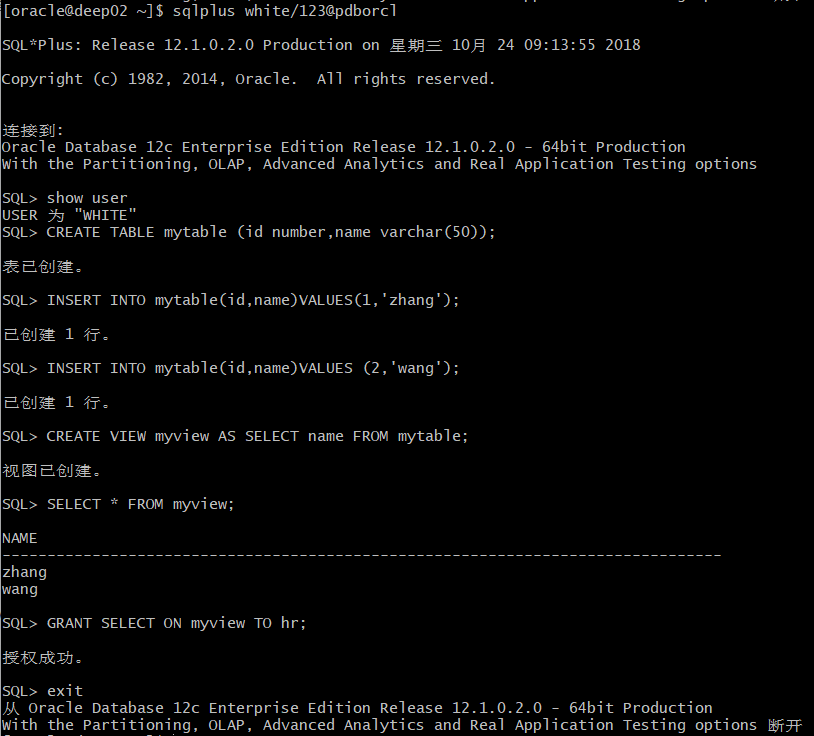 [oracle@deep02 ~]$ sqlplus white/123@pdborcl
SQL*Plus: Release 12.1.0.2.0 Production on 星期三 10月 24 09:13:55 2018
Copyright (c) 1982, 2014, Oracle.  All rights reserved.
连接到:
Oracle Database 12c Enterprise Edition Release 12.1.0.2.0 - 64bit Production
With the Partitioning, OLAP, Advanced Analytics and Real Application Testing options
SQL> show user
USER 为 "WHITE"
SQL> CREATE TABLE mytable (id number,name varchar(50));
表已创建。
SQL> INSERT INTO mytable(id,name)VALUES(1,'zhang');
已创建 1 行。
SQL> INSERT INTO mytable(id,name)VALUES (2,'wang');
已创建 1 行。
SQL> CREATE VIEW myview AS SELECT name FROM mytable;
视图已创建。
SQL> SELECT * FROM myview;
NAME
--------------------------------------------------------------------------------
zhang
wang
SQL> GRANT SELECT ON myview TO hr;
授权成功。
SQL> exit
从 Oracle Database 12c Enterprise Edition Release 12.1.0.2.0 - 64bit Production
With the Partitioning, OLAP, Advanced Analytics and Real Application Testing options 断开